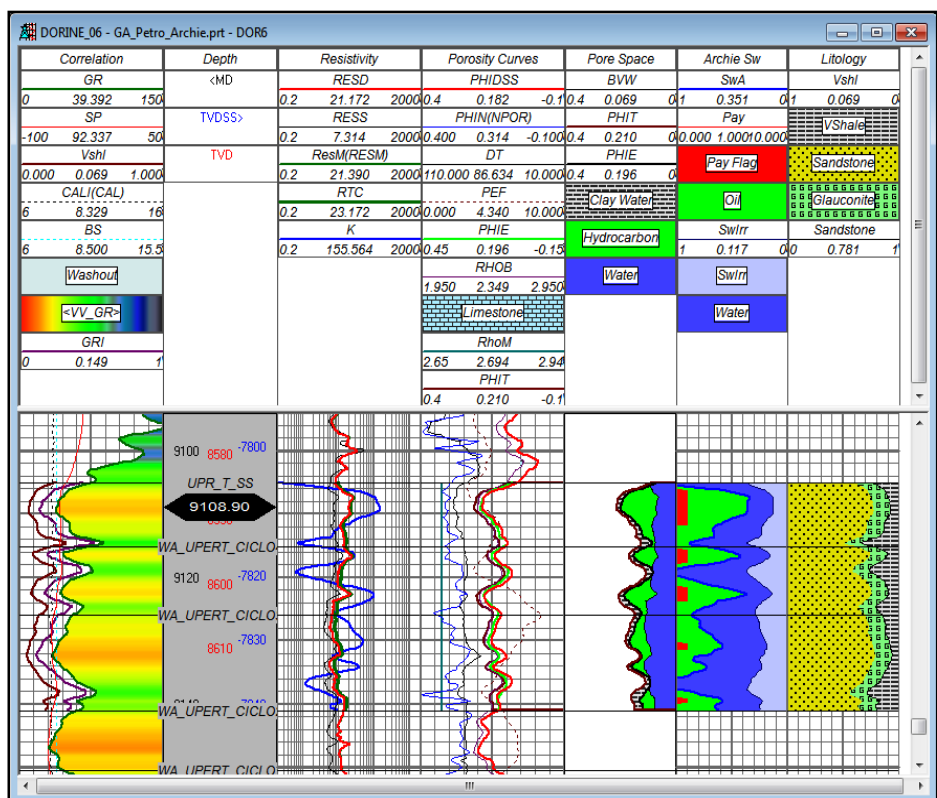 DORINE_06 - GA_Petro_Archie.prt - DOR6
Correlation Depth Resistivity Porosity Curves Pore Space Archie Sw Litology
GR <MD RESD PHIDSS BVW SwA Vshl
0 39.392 150 0.2 21.172 2000 0.4 0.182 -0.1 0.4 0.069 0 1 0.351 0 1 0.069 0
SP TVDSS> RESS PHIN(NPOR) PHIT Pay VShale
-100 92.337 50 0.2 7.314 2000 0.400 0.314 -0.100 0.4 0.210 0 0.000 1.000 10.000
Vshl TVD ResM(RESM) DT PHIE Pay Flag Sandstone
0.000 0.069 1.000 0.2 21.390 2000 110.000 86.634 10.000 0.4 0.196 0
CALI(CAL) RTC PEF Clay Water Oil Glauconite
6 8.329 16 0.2 23.172 2000 0.000 4.340 10.000
BS K PHIE Hydrocarbon SwIrr Sandstone
6 8.500 15.5 0.2 155.564 2000 0.45 0.196 -0.15 1 0.117 0 0 0.781 1
Washout RHOB Water SwIrr
1.950 2.349 2.950
<VV_GR> Limestone Water
GRI RhoM
0 0.149 1 2.65 2.694 2.94
PHIT
0.4 0.210 -0.1
9100 8580 -7800
UPR_T_SS
9108.90
WA_UPERT_CICLO
9120 8600 -7820
WA_UPERT_CICLO
8610 -7830
WA_UPERT_CICLO
WA_UPERT_CICLO